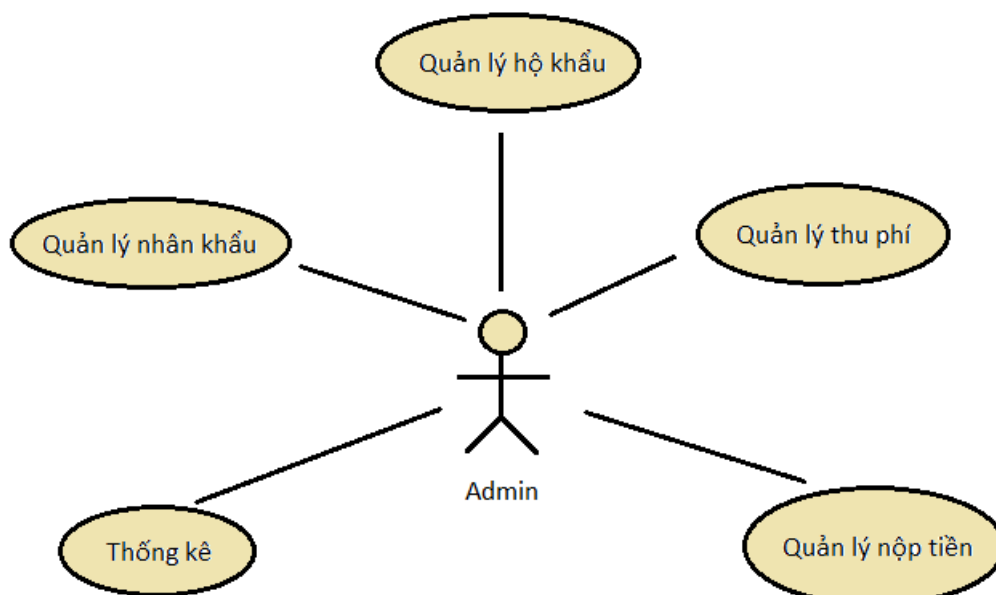 Quản lý hộ khẩu
Quản lý nhân khẩu
Quản lý thu phí
Admin
Thống kê
Quản lý nộp tiền